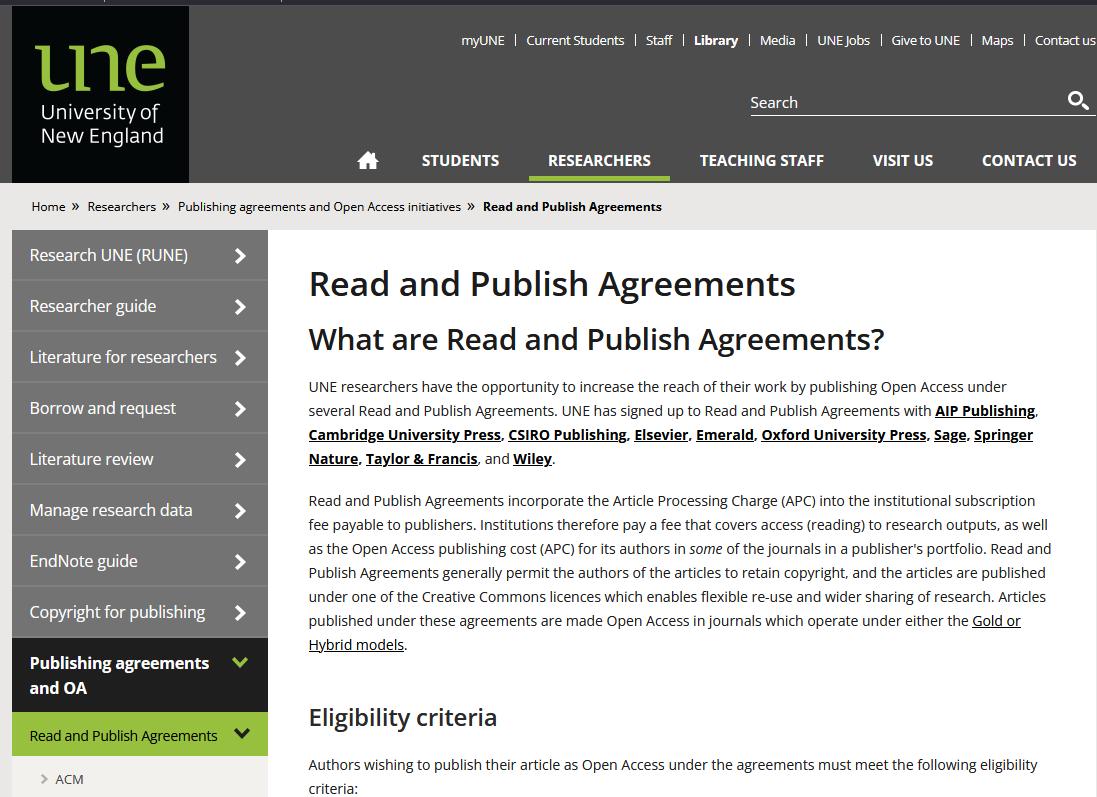 une
University of
New England
myUNE | Current Students | Staff | Library | Media | UNE Jobs | Give to UNE | Maps | Contact us
Search
STUDENTS RESEARCHERS TEACHING STAFF VISIT US CONTACT US
Home » Researchers » Publishing agreements and Open Access initiatives » Read and Publish Agreements
Research UNE (RUNE)
Researcher guide
Literature for researchers
Borrow and request
Literature review
Manage research data
EndNote guide
Copyright for publishing
Publishing agreements
and OA
Read and Publish Agreements
ACM
Read and Publish Agreements
What are Read and Publish Agreements?
UNE researchers have the opportunity to increase the reach of their work by publishing Open Access under
several Read and Publish Agreements. UNE has signed up to Read and Publish Agreements with AIP Publishing,
Cambridge University Press, CSIRO Publishing, Elsevier, Emerald, Oxford University Press, Sage, Springer
Nature, Taylor & Francis, and Wiley.
Read and Publish Agreements incorporate the Article Processing Charge (APC) into the institutional subscription
fee payable to publishers. Institutions therefore pay a fee that covers access (reading) to research outputs, as well
as the Open Access publishing cost (APC) for its authors in some of the journals in a publisher's portfolio. Read and
Publish Agreements generally permit the authors of the articles to retain copyright, and the articles are published
under one of the Creative Commons licences which enables flexible re-use and wider sharing of research. Articles
published under these agreements are made Open Access in journals which operate under either the Gold or
Hybrid models.
Eligibility criteria
Authors wishing to publish their article as Open Access under the agreements must meet the following eligibility
criteria: